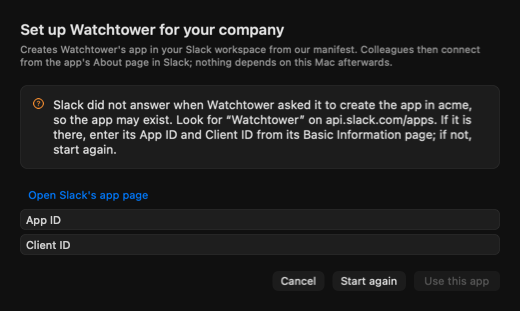 Set up Watchtower for your company
Creates Watchtower's app in your Slack workspace from our manifest. Colleagues then connect
from the app's About page in Slack; nothing depends on this Mac afterwards.
Slack did not answer when Watchtower asked it to create the app in acme,
so the app may exist. Look for “Watchtower” on api.slack.com/apps. If it is
there, enter its App ID and Client ID from its Basic Information page; if not,
start again.
Open Slack's app page
App ID
Client ID
Cancel
Start again
Use this app